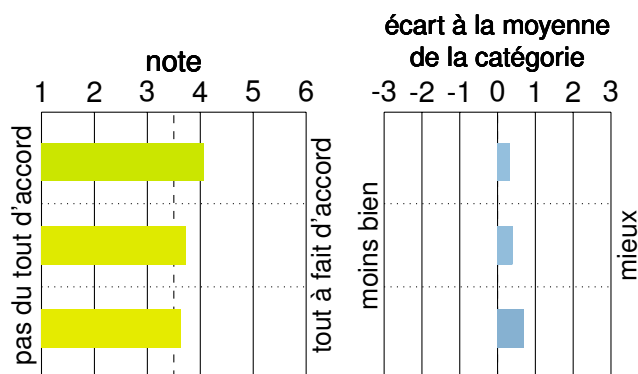 note
1 2 3 4 5 6
pas du tout d'accord
tout à fait d'accord
écart à la moyenne
de la catégorie
-3 -2 -1 0 1 2 3
moins bien
mieux